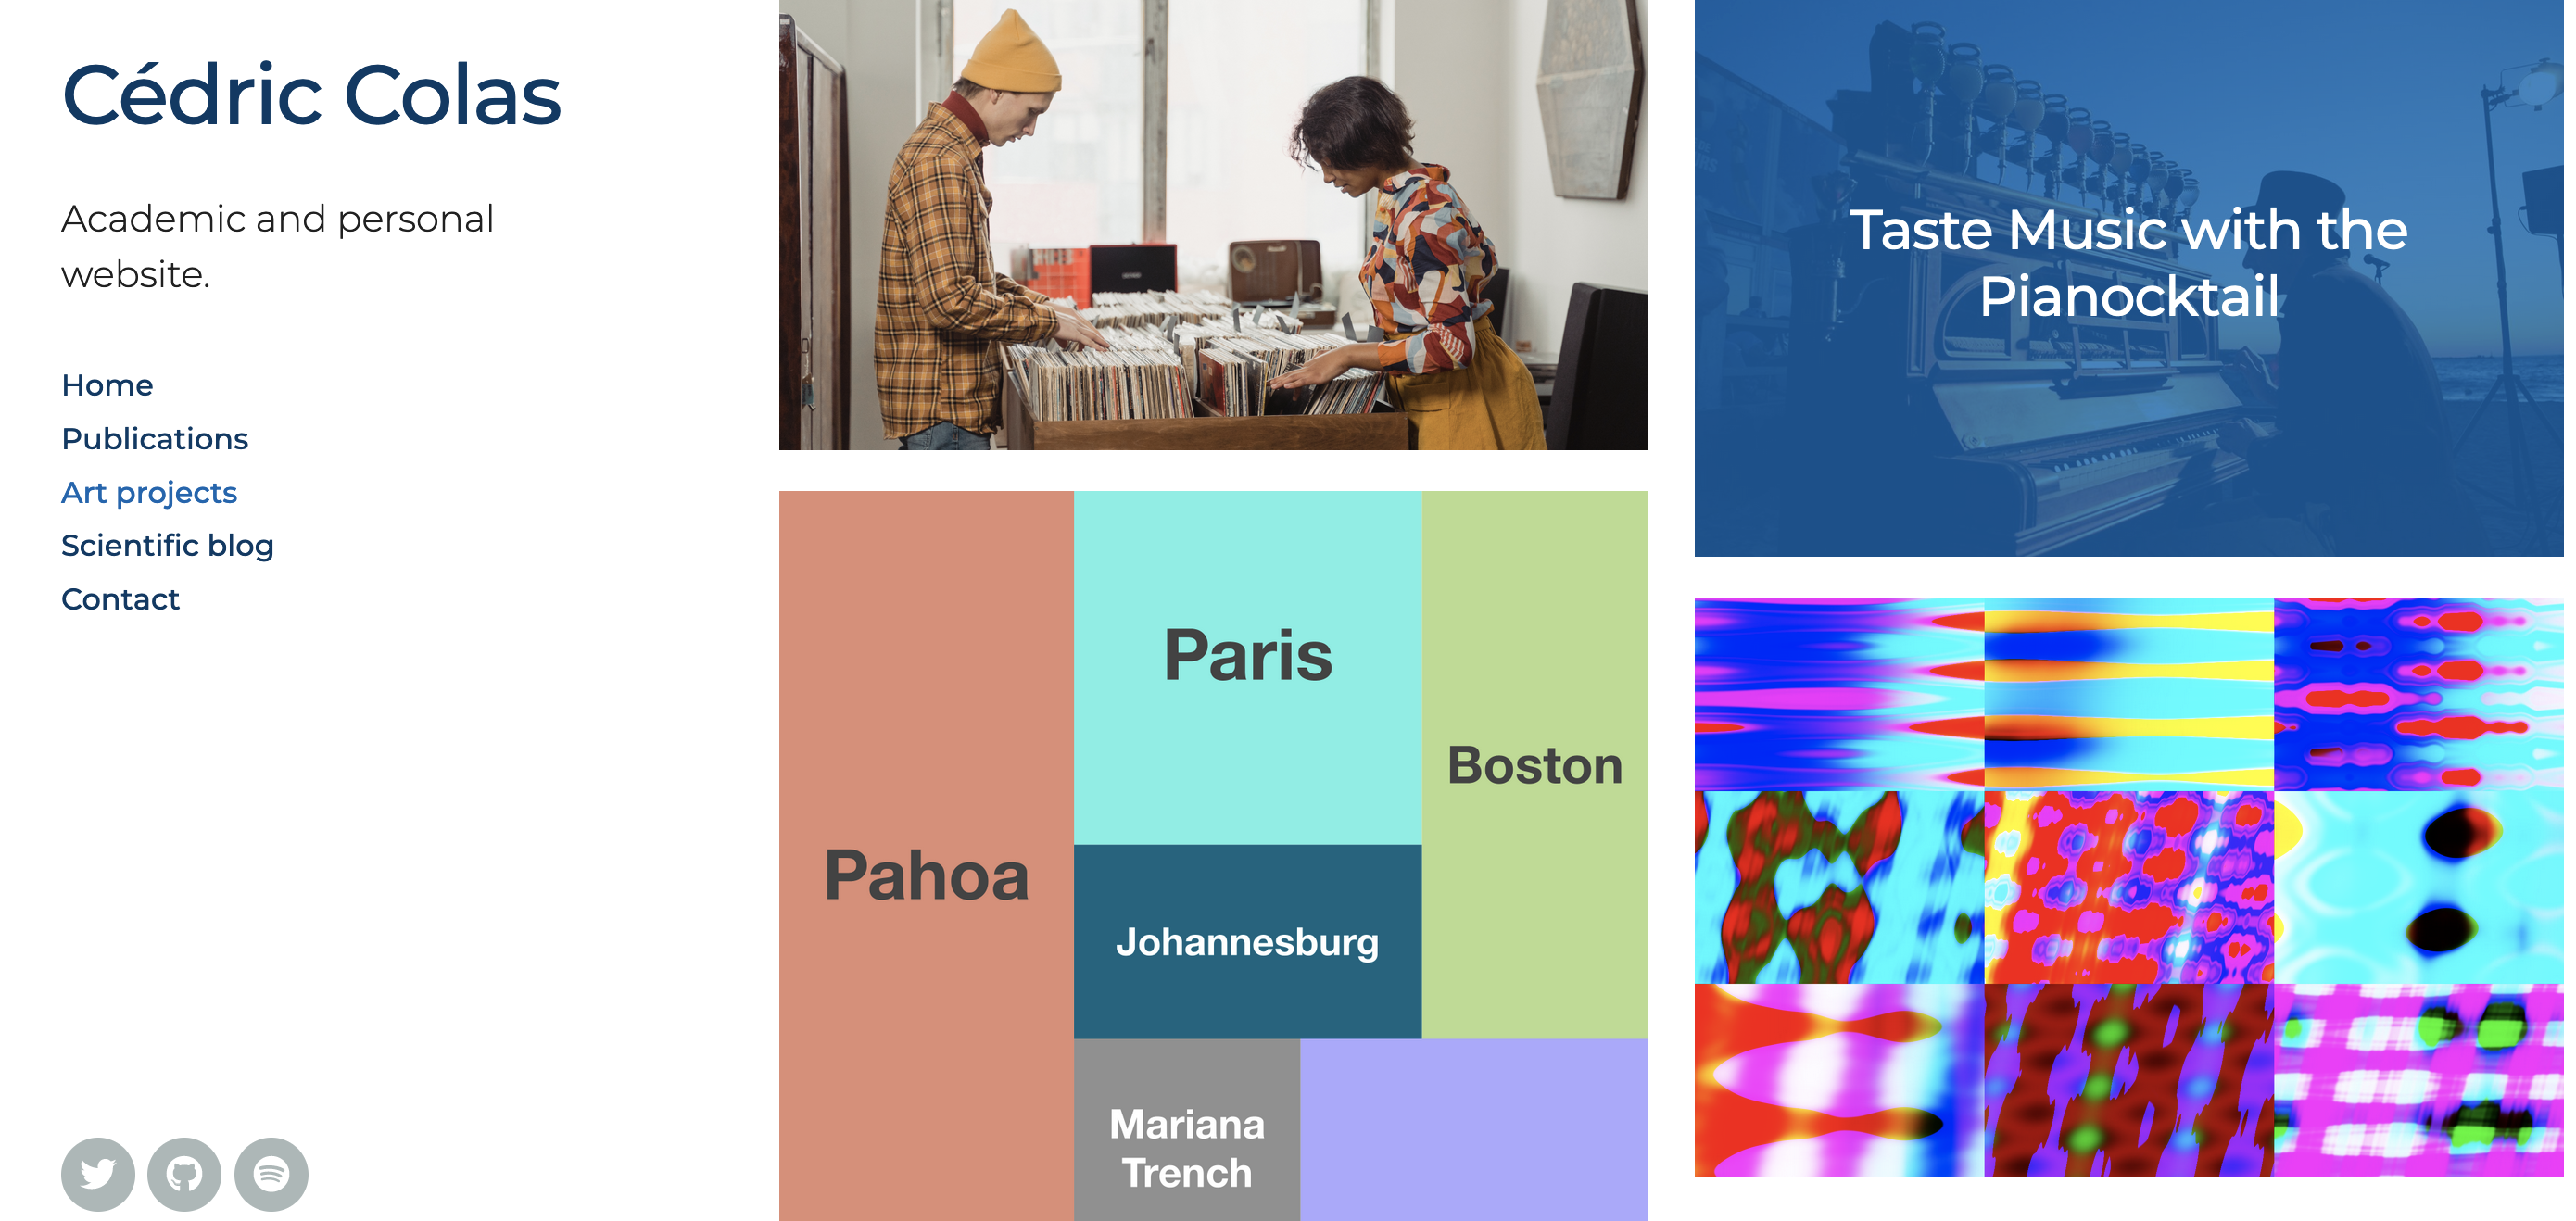 Cédric Colas
Academic and personal
website.
Home
Publications
Art projects
Scientific blog
Contact
Taste Music with the
Pianocktail
Paris
Boston
Pahoa
Johannesburg
Mariana
Trench